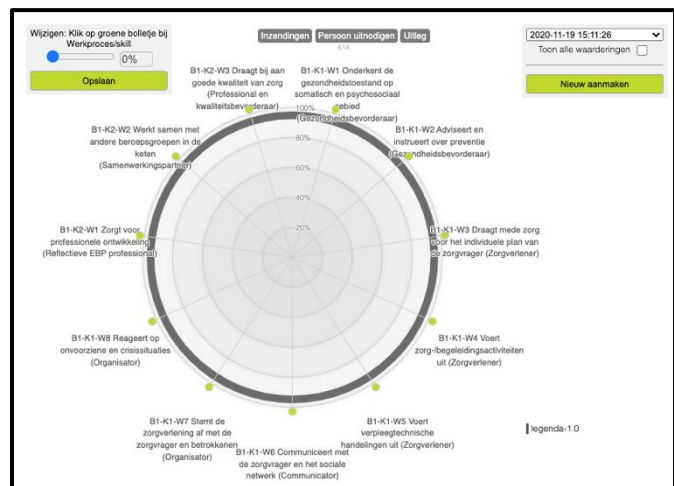 Wijzigen: Klik op groene bolletje bij
Werkproces/skill
0%
Opslaan
Inzendingen
Persoon uitnodigen
Uitleg
614
2020-11-19 15:11:26
Toon alle waarderingen
Nieuw aanmaken
B1-K2-W3 Draagt bij aan
goede kwaliteit van zorg
(Professional en
kwaliteitsbevorderaar)
B1-K1-W1 Onderkent de
gezondheidstoestand op
somatisch en psychosociaal
gebied
(Gezondheidsbevorderaar)
B1-K2-W2 Werkt samen met
andere beroepsgroepen in de
keten
(Samenwerkingspartner)
B1-K1-W2 Adviseert en
instrueert over preventie
(Gezondheidsbevorderaar)
100%
80%
60%
40%
20%
B1-K2-W1 Zorgt voor
professionele ontwikkeling
(Reflectieve EBP professional)
B1-K1-W3 Draagt mede zorg
voor het individuele plan van
de zorgvrager (Zorgverlener)
B1-K1-W8 Reageert op
onvoorziene en crisissituaties
(Organisator)
B1-K1-W4 Voert
zorg-/begeleidingsactiviteiten
uit (Zorgverlener)
B1-K1-W7 Stemt de
zorgverlening af met de
zorgvrager en betrokkenen
(Organisator)
B1-K1-W5 Voert
verpleegtechnische
handelingen uit (Zorgverlener)
B1-K1-W6 Communiceert met
de zorgvrager en het sociale
netwerk (Communicator)
legenda-1.0